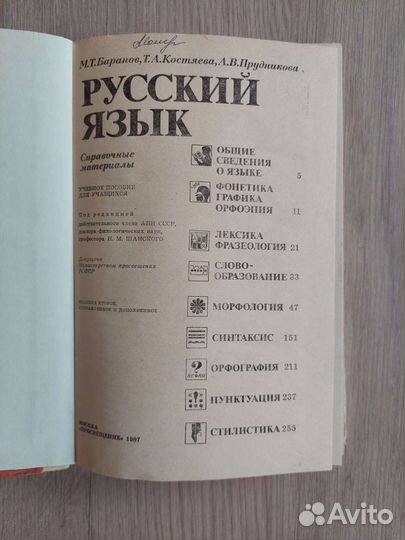 М.Т.Баранов, Т.А.Костяева, А.В.Прудникова
РУССКИЙ
ЯЗЫК
Справочные
материалы
УЧЕБНОЕ ПОСОБИЕ
ДЛЯ УЧАЩИХСЯ
Под редакцией
действительного члена АПН СССР,
доктора филологических наук,
профессора Н. М. ШАНСКОГО
Допущено
Министерством просвещения
РСФСР
ИЗДАНИЕ ВТОРОЕ,
ИСПРАВЛЕННОЕ И ДОПОЛНЕННОЕ
МОСКВА
«ПРОСВЕЩЕНИЕ» 1987
ОБЩИЕ
СВЕДЕНИЯ
О ЯЗЫКЕ 5
ФОНЕТИКА
ГРАФИКА
ОРФОЭПИЯ 11
ЛЕКСИКА
ФРАЗЕОЛОГИЯ 21
СЛОВО-
ОБРАЗОВАНИЕ 33
МОРФОЛОГИЯ 47
СИНТАКСИС 151
ОРФОГРАФИЯ 211
ПУНКТУАЦИЯ 237
СТИЛИСТИКА 255
Avito